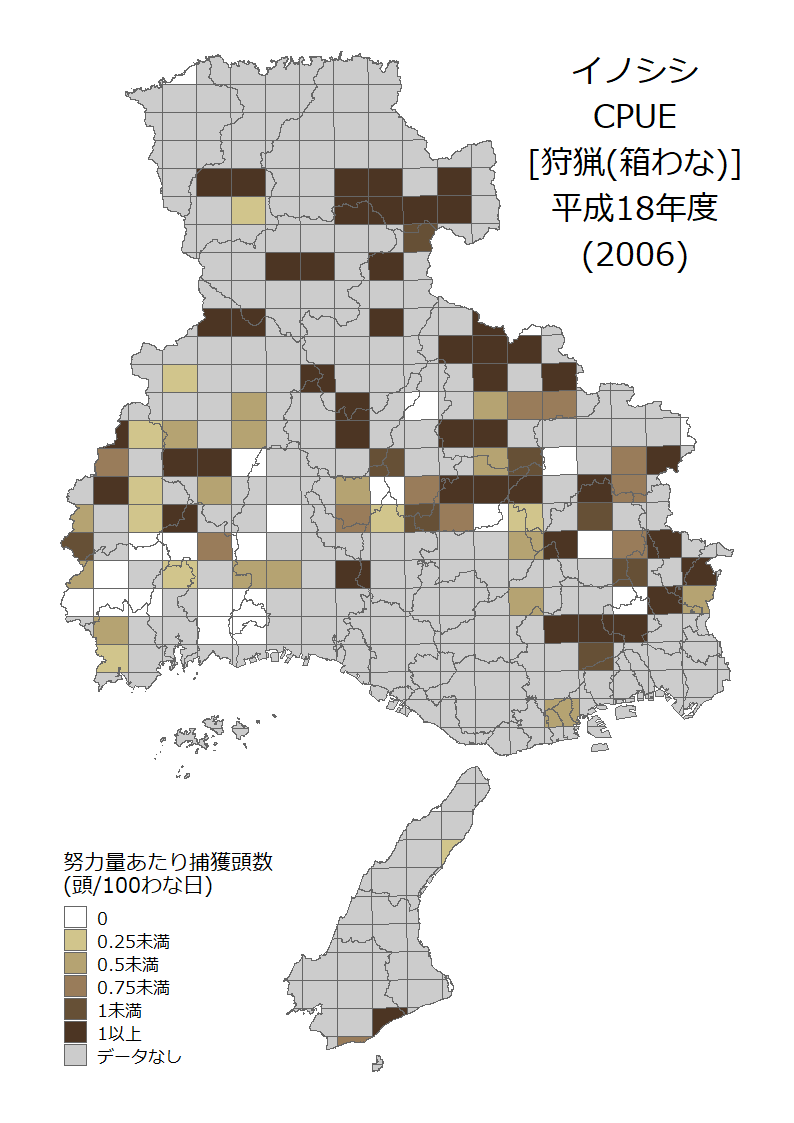 イノシシ
CPUE
[狩猟(箱わな)]
平成18年度
(2006)
努力量あたり捕獲頭数
(頭/100わな日)
0
0.25未満
0.5未満
0.75未満
1未満
1以上
データなし